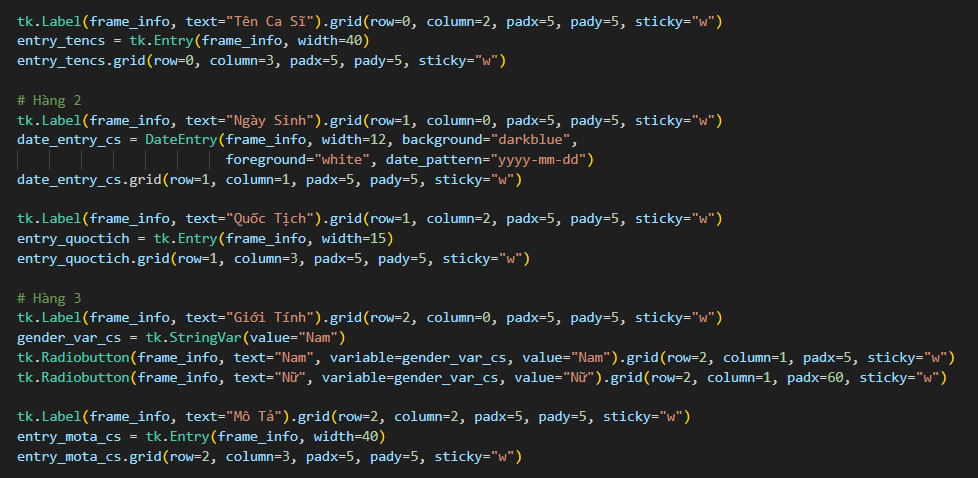 tk.Label(frame_info, text="Tên Ca Sĩ").grid(row=0, column=2, padx=5, pady=5, sticky="w")
entry_tencs = tk.Entry(frame_info, width=40)
entry_tencs.grid(row=0, column=3, padx=5, pady=5, sticky="w")

# Hàng 2
tk.Label(frame_info, text="Ngày Sinh").grid(row=1, column=0, padx=5, pady=5, sticky="w")
date_entry_cs = DateEntry(frame_info, width=12, background="darkblue",
                          foreground="white", date_pattern="yyyy-mm-dd")
date_entry_cs.grid(row=1, column=1, padx=5, pady=5, sticky="w")

tk.Label(frame_info, text="Quốc Tịch").grid(row=1, column=2, padx=5, pady=5, sticky="w")
entry_quoctich = tk.Entry(frame_info, width=15)
entry_quoctich.grid(row=1, column=3, padx=5, pady=5, sticky="w")

# Hàng 3
tk.Label(frame_info, text="Giới Tính").grid(row=2, column=0, padx=5, pady=5, sticky="w")
gender_var_cs = tk.StringVar(value="Nam")
tk.Radiobutton(frame_info, text="Nam", variable=gender_var_cs, value="Nam").grid(row=2, column=1, padx=5, sticky="w")
tk.Radiobutton(frame_info, text="Nữ", variable=gender_var_cs, value="Nữ").grid(row=2, column=1, padx=60, sticky="w")

tk.Label(frame_info, text="Mô Tả").grid(row=2, column=2, padx=5, pady=5, sticky="w")
entry_mota_cs = tk.Entry(frame_info, width=40)
entry_mota_cs.grid(row=2, column=3, padx=5, pady=5, sticky="w")